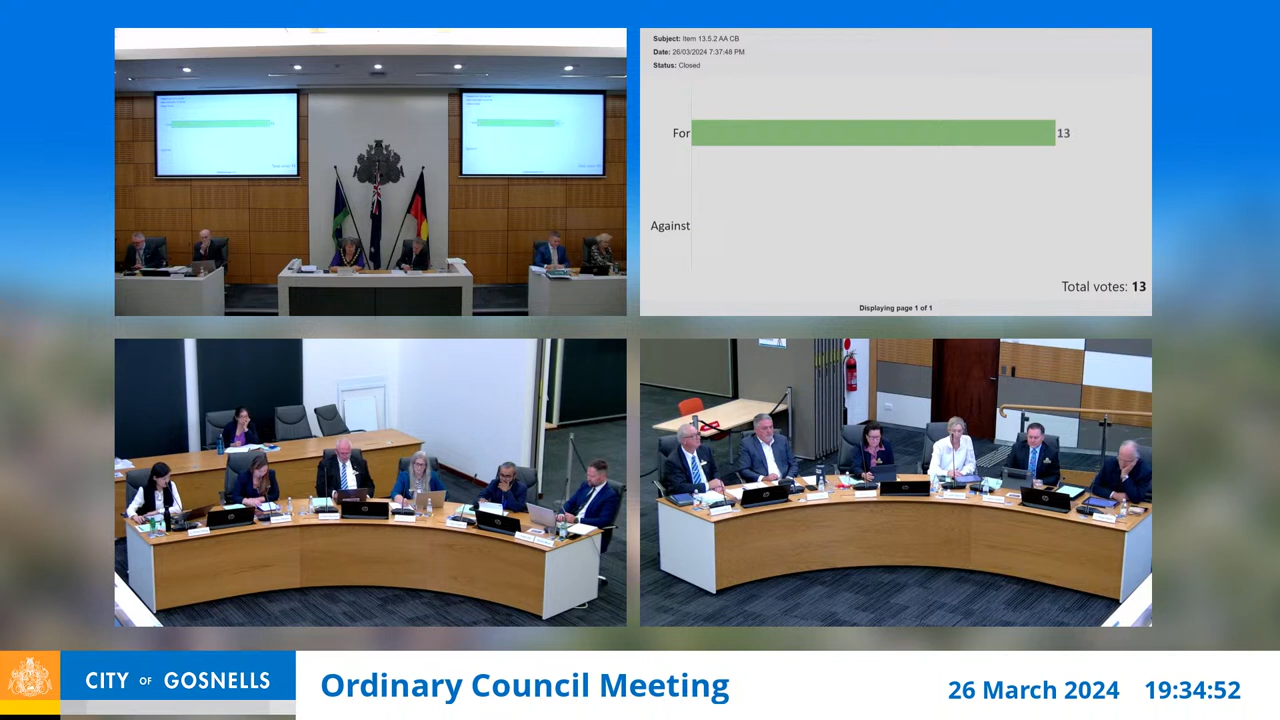 Subject: Item 13.5.2 AA CB
Date: 26/03/2024 7:37:48 PM
Status: Closed
For 13
Against
Total votes: 13
Displaying page 1 of 1
CITY OF GOSNELLS
Ordinary Council Meeting
26 March 2024 19:34:52